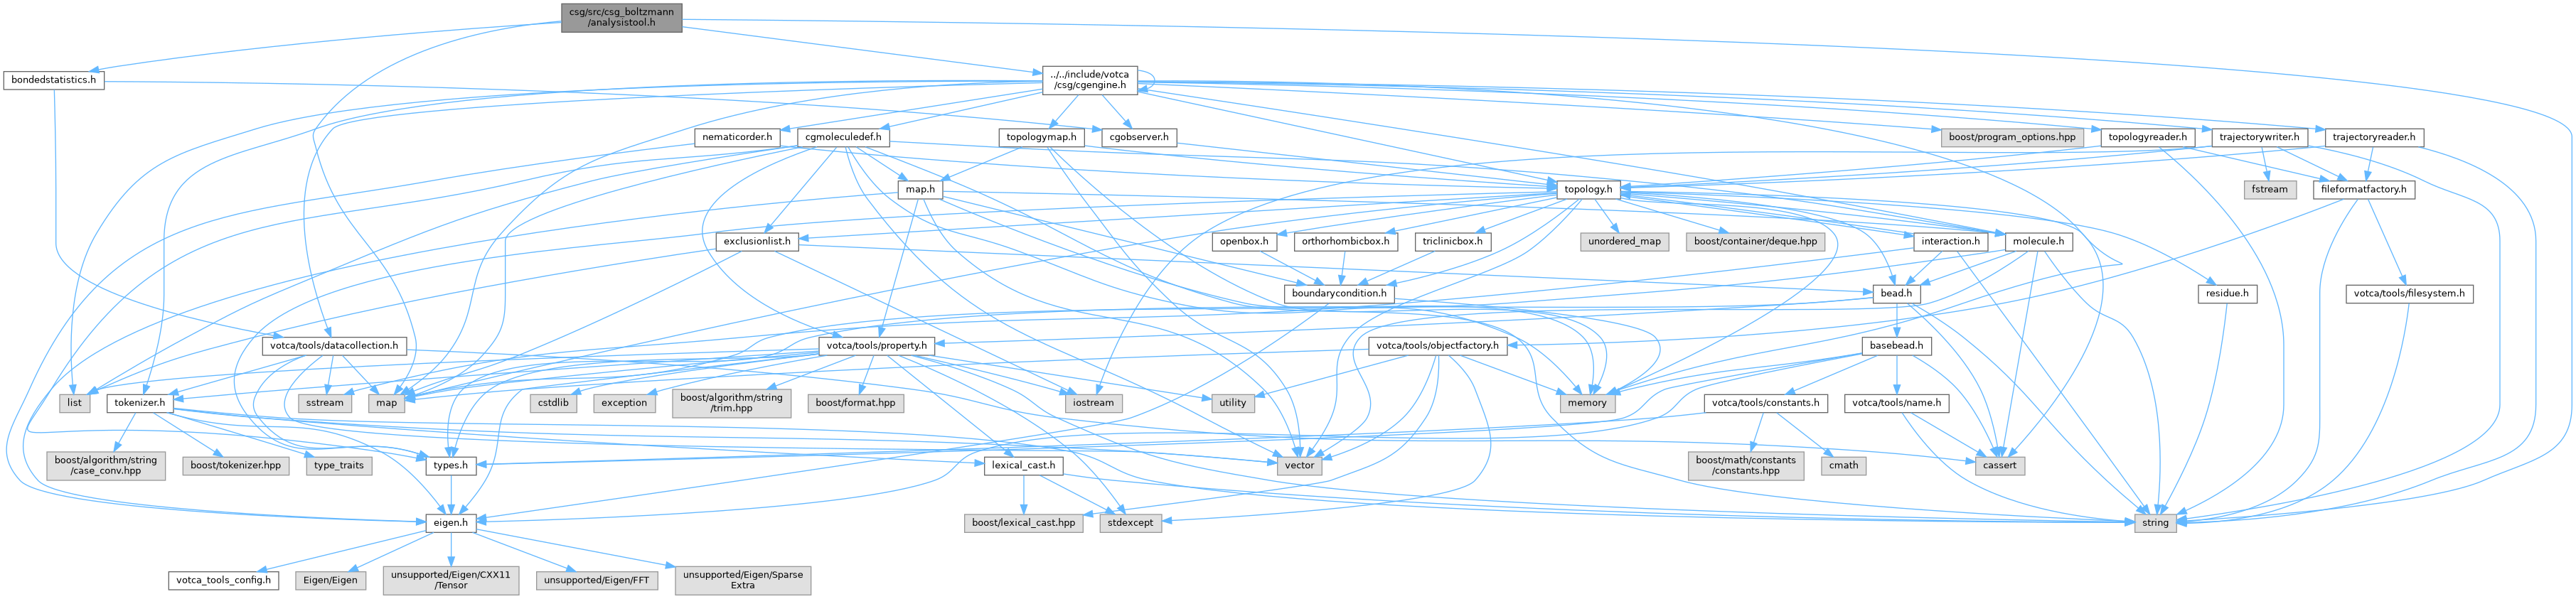 csg/src/csg_boltzmann
/analysistool.h
bondedstatistics.h
../../include/votca
/csg/cgengine.h
nematicorder.h
cgmoleculedef.h
topologymap.h
cgobserver.h
boost/program_options.hpp
topologyreader.h
trajectorywriter.h
trajectoryreader.h
map.h
topology.h
fstream
fileformatfactory.h
exclusionlist.h
openbox.h
orthorhombicbox.h
triclinicbox.h
unordered_map
boost/container/deque.hpp
interaction.h
molecule.h
boundarycondition.h
bead.h
residue.h
votca/tools/filesystem.h
votca/tools/datacollection.h
votca/tools/property.h
votca/tools/objectfactory.h
basebead.h
list
tokenizer.h
sstream
map
cstdlib
exception
boost/algorithm/string
/trim.hpp
boost/format.hpp
iostream
utility
memory
votca/tools/constants.h
votca/tools/name.h
boost/algorithm/string
/case_conv.hpp
boost/tokenizer.hpp
type_traits
types.h
lexical_cast.h
vector
boost/math/constants
/constants.hpp
cmath
cassert
eigen.h
boost/lexical_cast.hpp
stdexcept
string
votca_tools_config.h
Eigen/Eigen
unsupported/Eigen/CXX11
/Tensor
unsupported/Eigen/FFT
unsupported/Eigen/Sparse
Extra